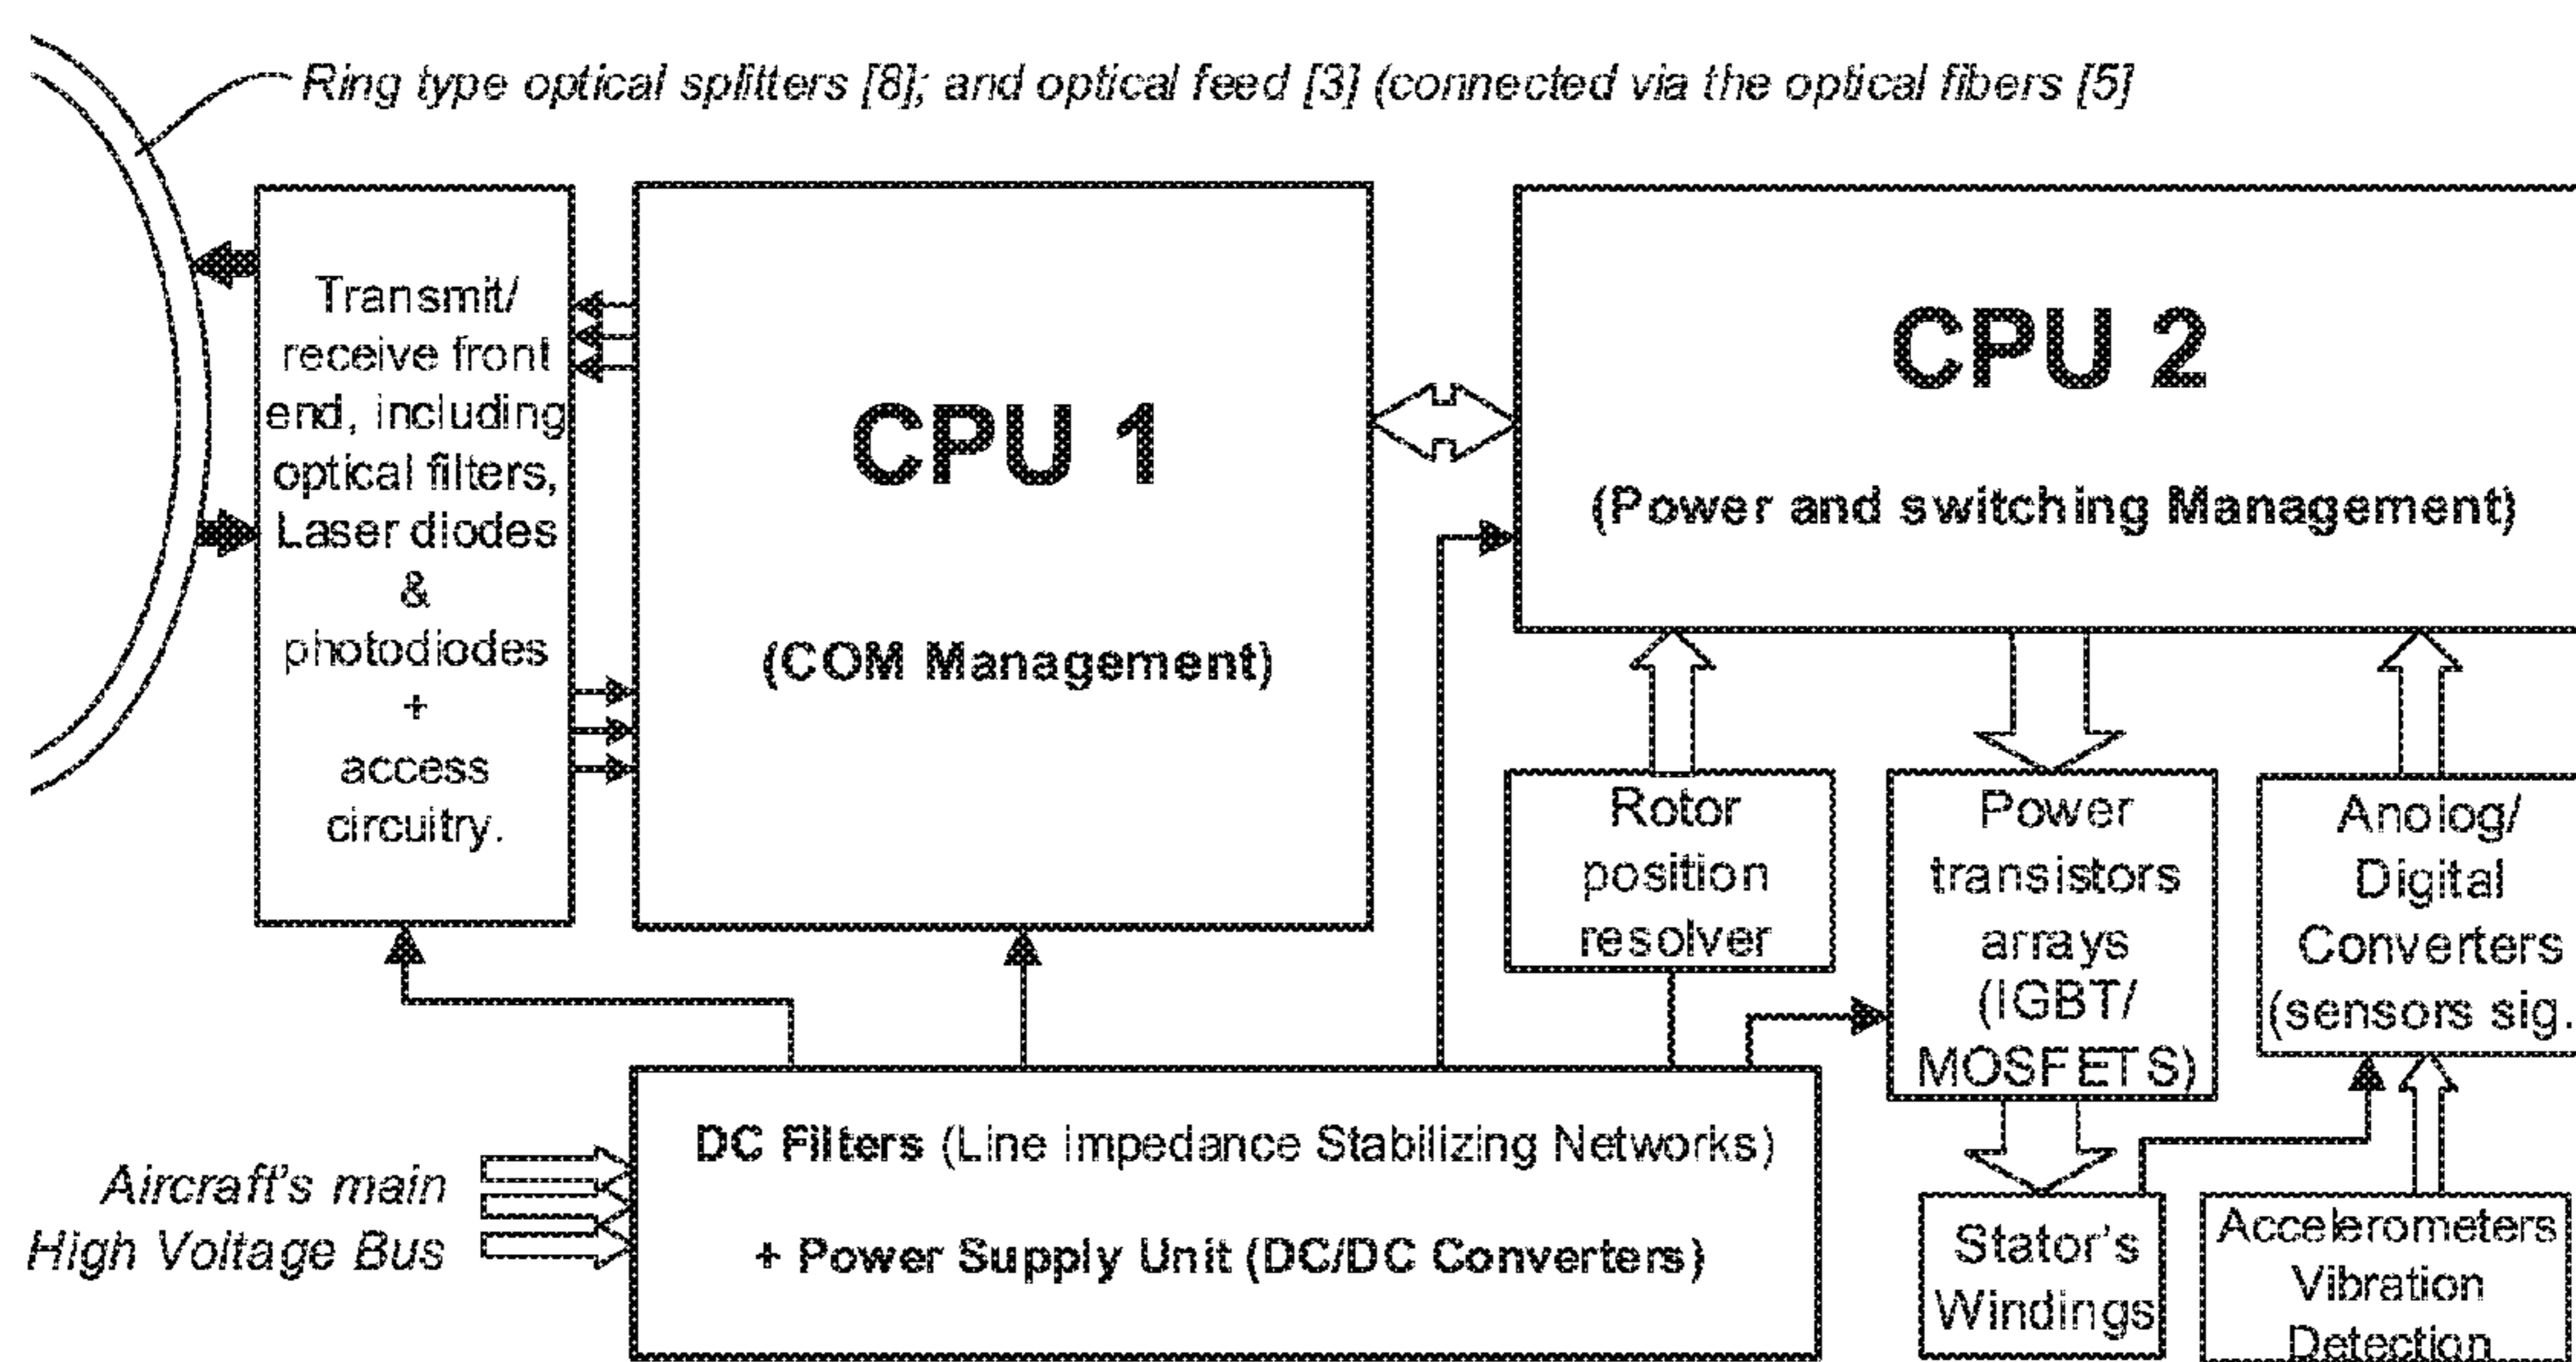 Ring type optical splitters [8]; and optical feed [3] (connected via the optical fibers [5]
Transmit/
receive front
end, including
optical filters,
Laser diodes
&
photodiodes
+
access
circuitry.
CPU 1
(COM Management)
CPU 2
(Power and switching Management)
Rotor
position
resolver
Power
transistors
arrays
(IGBT/
MOSFETS)
Anolog/
Digital
Converters
(sensors sig.
Aircraft's main
High Voltage Bus
DC Filters (Line impedance Stabilizing Networks)
+ Power Supply Unit (DC/DC Converters)
Stator's
Windings
Accelerometers
Vibration
Detection